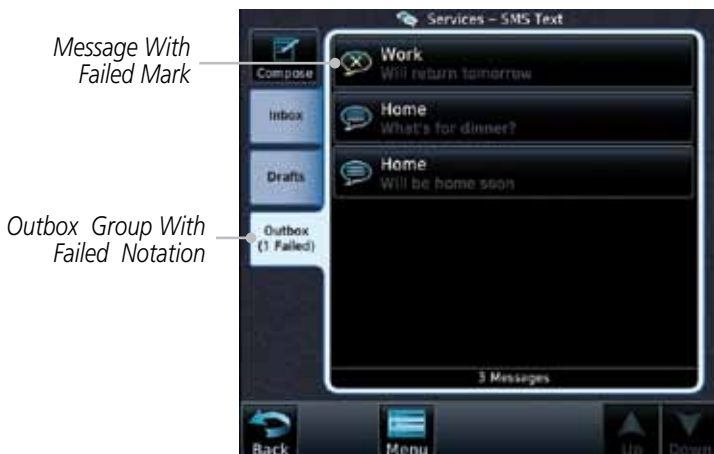 Services – SMS Text
Message With
Failed Mark
Compose
Work
Will return tomorrow
Inbox
Home
What's for dinner?
Drafts
Home
Will be home soon
Outbox Group With
Failed Notation
Outbox
(1 Failed)
3 Messages
Back
Menu
Up
Down